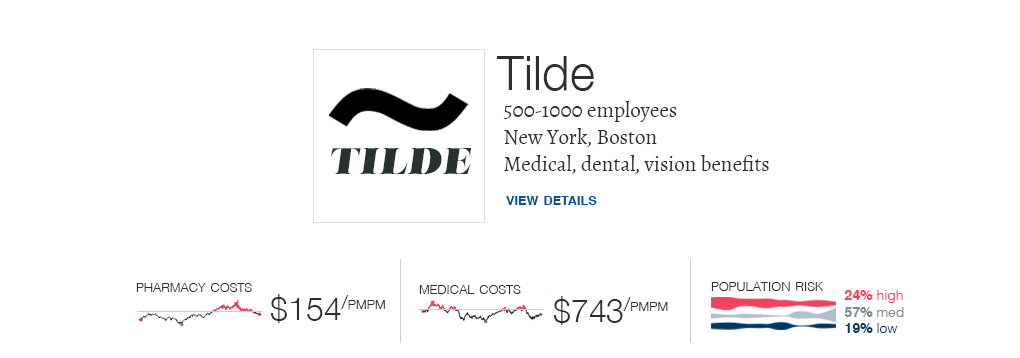 TILDE
Tilde
500-1000 employees
New York, Boston
Medical, dental, vision benefits
VIEW DETAILS
PHARMACY COSTS
$154/PMPM
MEDICAL COSTS
$743/PMPM
POPULATION RISK
24% high
57% med
19% low